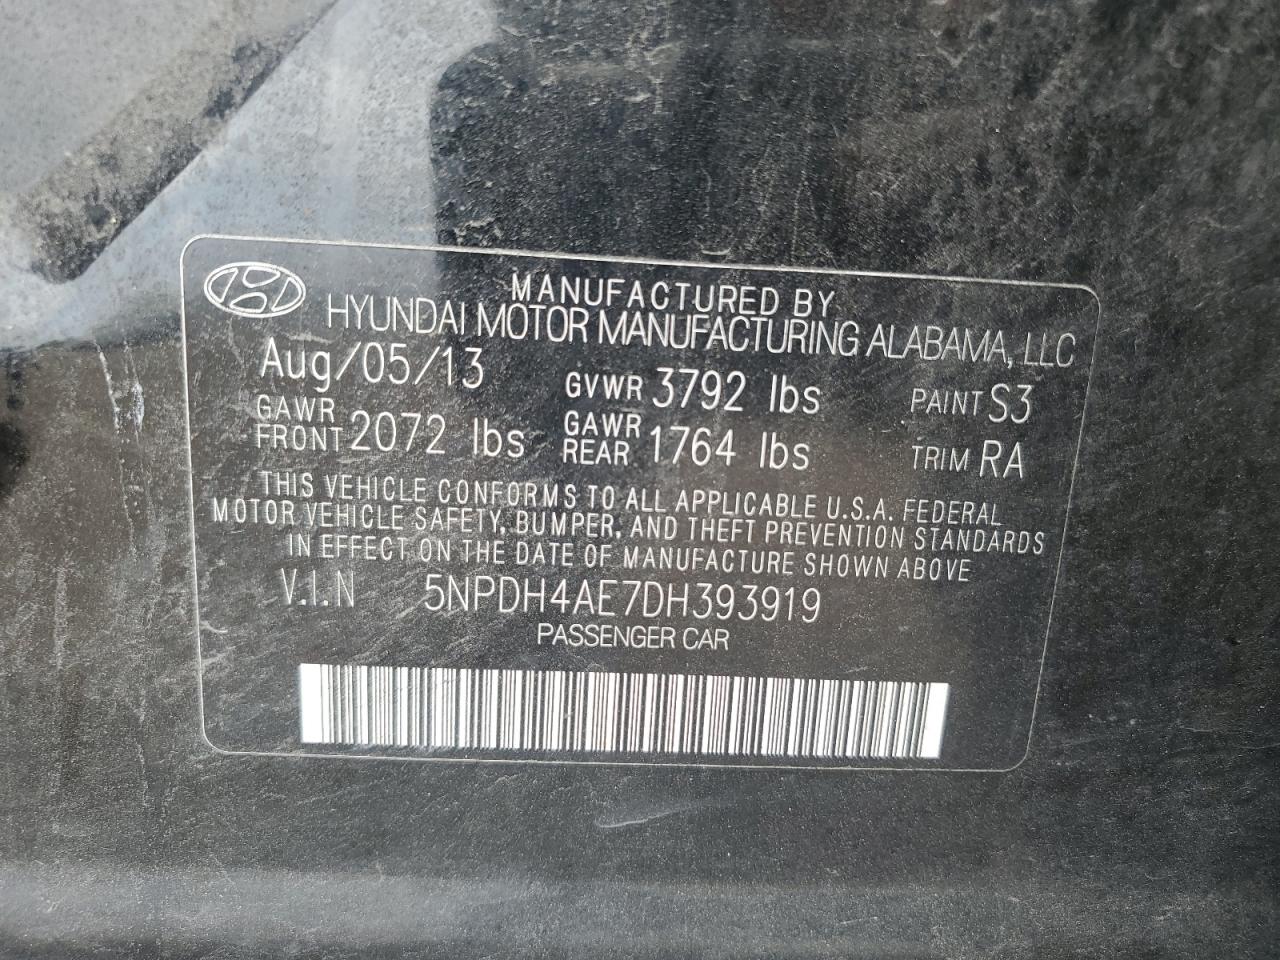 MANUFACTURED BY
HYUNDAI MOTOR MANUFACTURING ALABAMA, LLC
Aug/05/13 GVWR 3792 lbs PAINT S3
GAWR FRONT 2072 lbs GAWR REAR 1764 lbs TRIM RA
THIS VEHICLE CONFORMS TO ALL APPLICABLE U.S.A. FEDERAL
MOTOR VEHICLE SAFETY, BUMPER, AND THEFT PREVENTION STANDARDS
IN EFFECT ON THE DATE OF MANUFACTURE SHOWN ABOVE
V.I.N 5NPDH4AE7DH393919
PASSENGER CAR